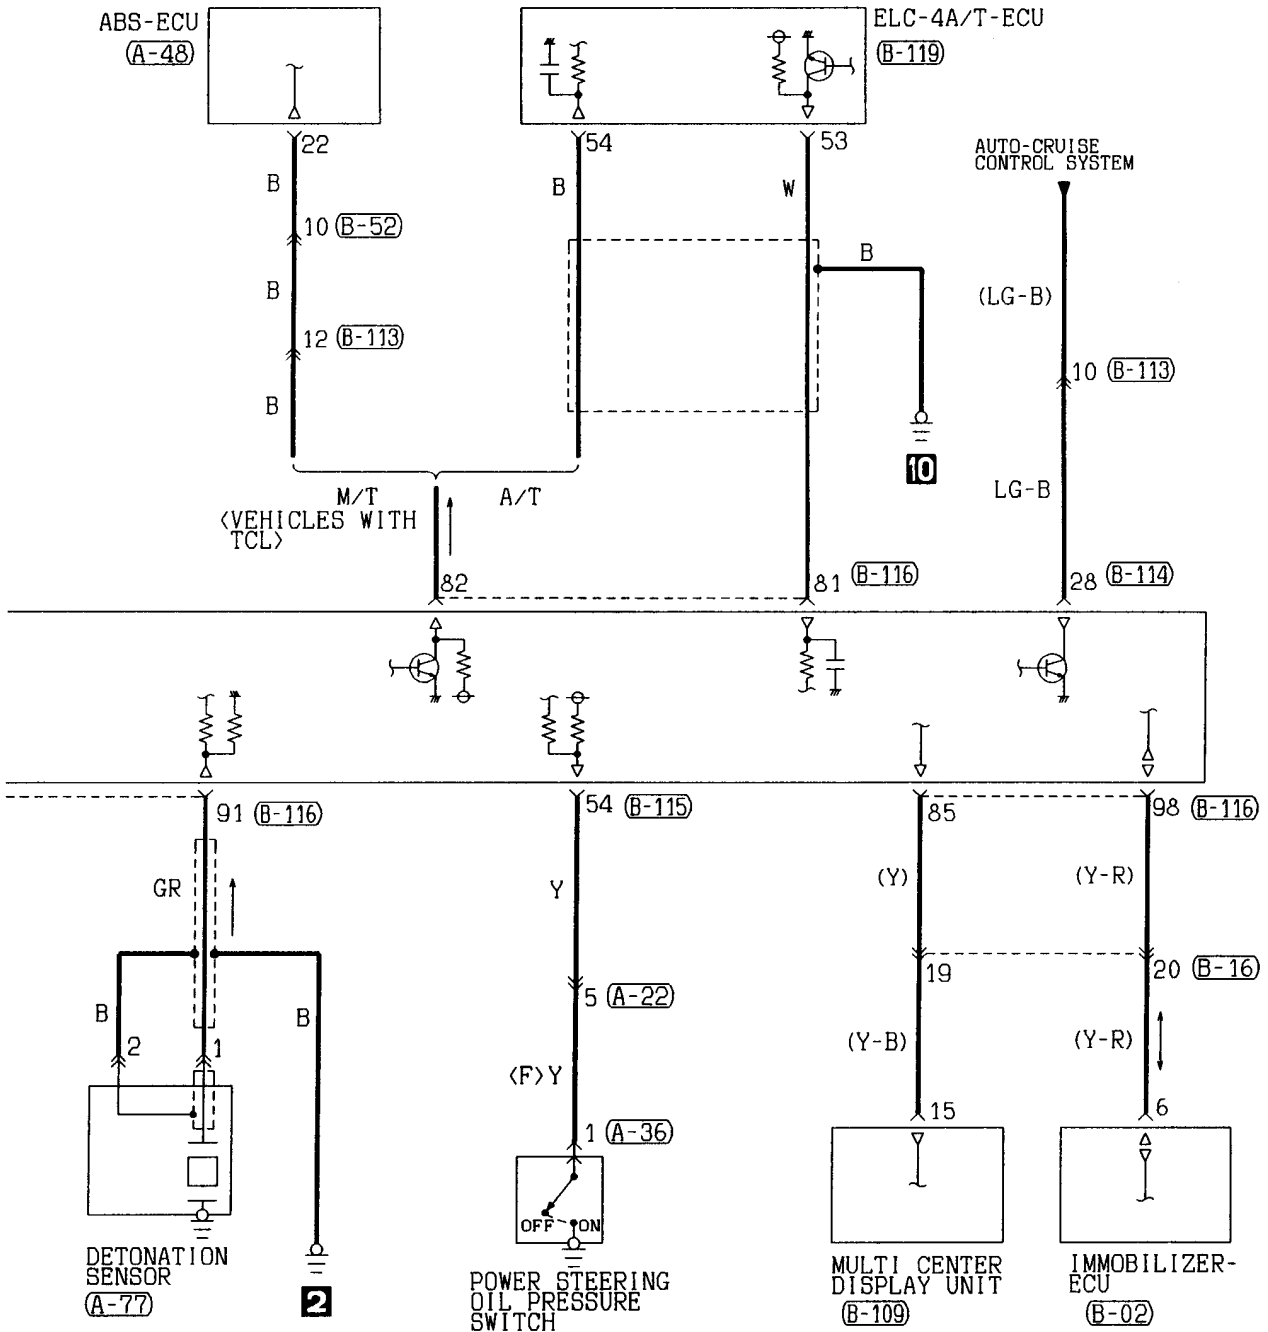 ABS-ECU
(A-48)
ELC-4A/T-ECU
(B-119)
22
54
53
AUTO-CRUISE
CONTROL SYSTEM
B
B
W
10 (B-52)
B
(LG-B)
B
12 (B-113)
10 (B-113)
B
10
LG-B
M/T
A/T
<VEHICLES WITH
TCL>
82
81 (B-116)
28 (B-114)
91 (B-116)
54 (B-115)
85
98 (B-116)
GR
Y
(Y)
(Y-R)
19
20 (B-16)
5 (A-22)
B
B
2
1
(Y-B)
(Y-R)
<F>Y
1 (A-36)
15
6
OFF
ON
DETONATION
SENSOR
(A-77)
2
POWER STEERING
OIL PRESSURE
SWITCH
MULTI CENTER
DISPLAY UNIT
(B-109)
IMMOBILIZER-
ECU
(B-02)